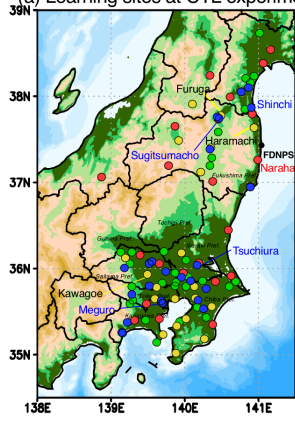 (a) Learning sites at CTL experime
39N
38N
37N
36N
35N
138E
139E
140E
141E
Furuga
Shinchi
Haramachi
Sugitsumacho
FDNPS
Naraha
Fukushima Pref.
Tochigi Pref.
Gunma Pref.
Ibaraki Pref.
Tsuchiura
Saitama Pref.
Kawagoe
Chiba Pref.
Meguro